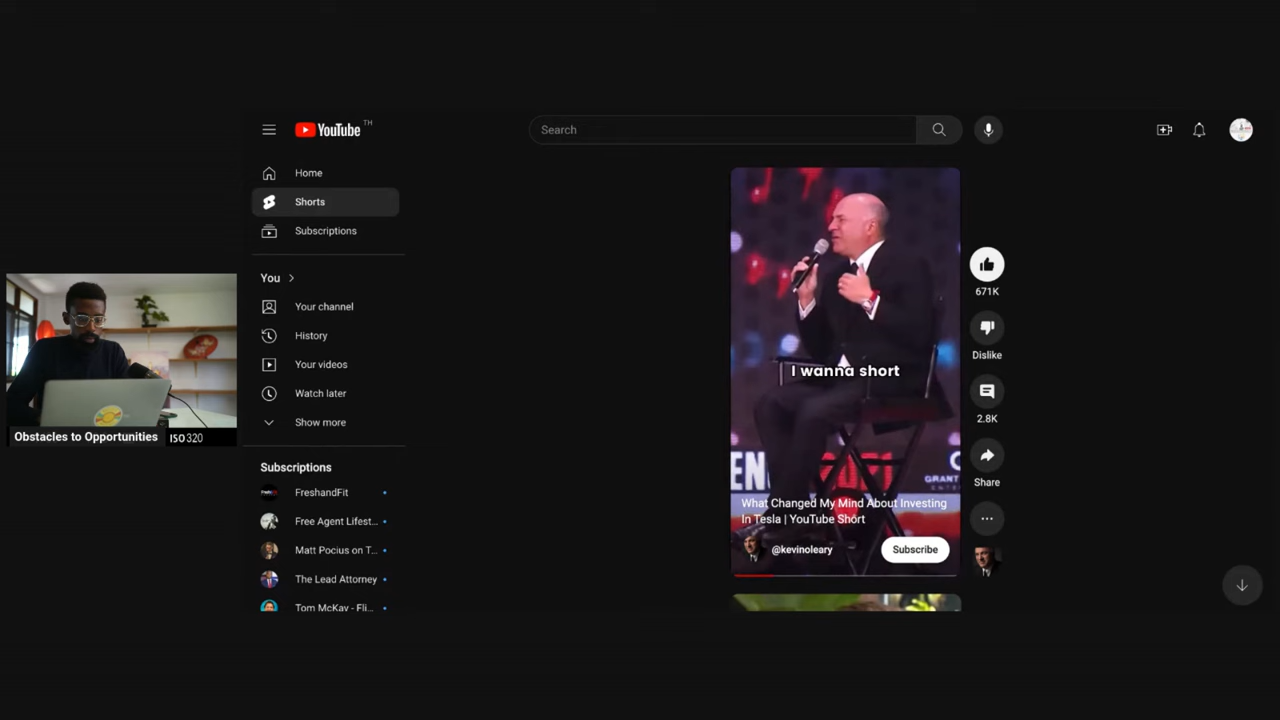 YouTube TH
Search
Home
Shorts
Subscriptions
You
Your channel
History
Your videos
Watch later
Show more
Subscriptions
FreshandFit
Free Agent Lifest...
Matt Pocius on T...
The Lead Attorney
Tom McKay - Fli...
Obstacles to Opportunities
ISO320
I wanna short
GRANT
What Changed My Mind About Investing
In Tesla | YouTube Short
@kevinoleary
Subscribe
671K
Dislike
2.8K
Share